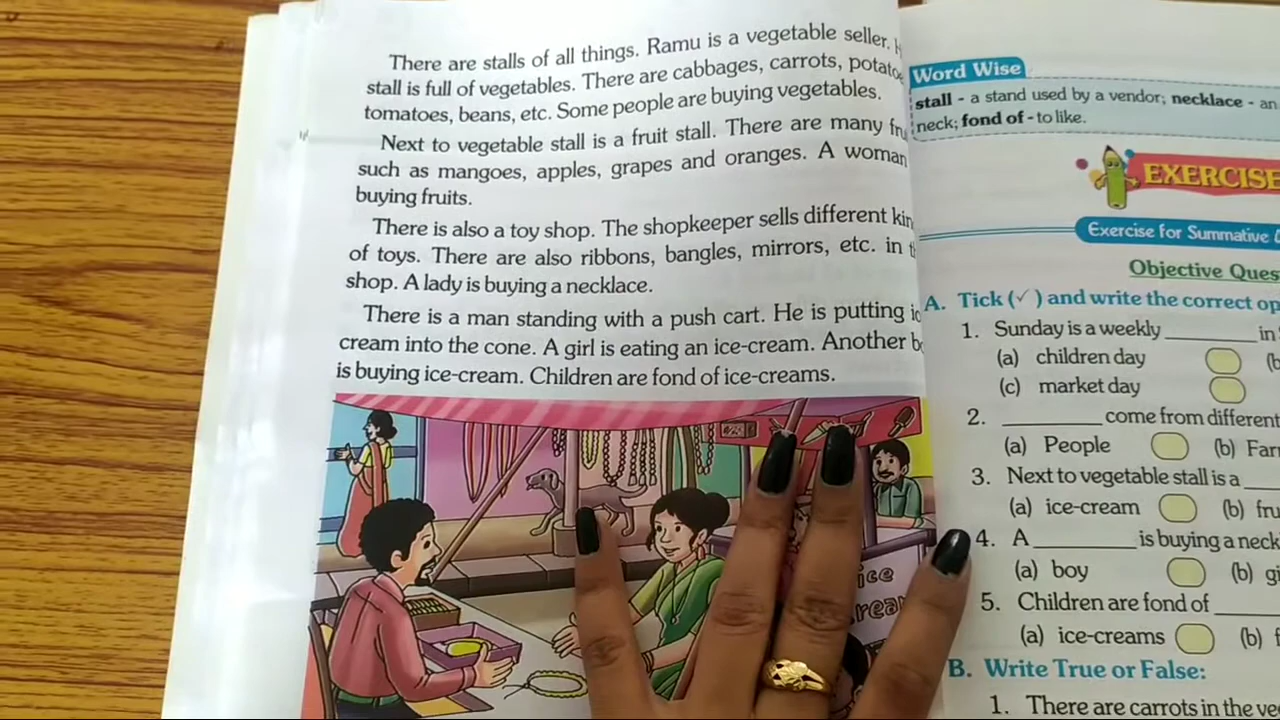 There are stalls of all things. Ramu is a vegetable seller.
stall is full of vegetables. There are cabbages, carrots,
tomatoes, beans, etc. Some people are buying vegetables.
Next to vegetable stall is a fruit stall. There are many
such as mangoes, apples, grapes and oranges. A woman
buying fruits.
There is also a toy shop. The shopkeeper sells different
of toys. There are also ribbons, bangles, mirrors, etc. in
shop. A lady is buying a necklace.
There is a man standing with a push cart. He is putting
cream into the cone. A girl is eating an ice-cream. Another
is buying ice-cream. Children are fond of ice-creams.
ice
Word Wise
stall - a stand used by a vendor; necklace - an
neck; fond of - to like.
EXERCISE
Exercise for Summative
Objective
A. Tick (✓) and write the correct
1. Sunday is a weekly ________ in
(a) children day
(c) market day
2. ________ come from different
(a) People (b)
3. Next to vegetable stall is a ____
(a) ice-cream (b)
4. A ________ is buying a
(a) boy (b)
5. Children are fond of ______
(a) ice-creams (b)
B. Write True or False:
1. There are carrots in the